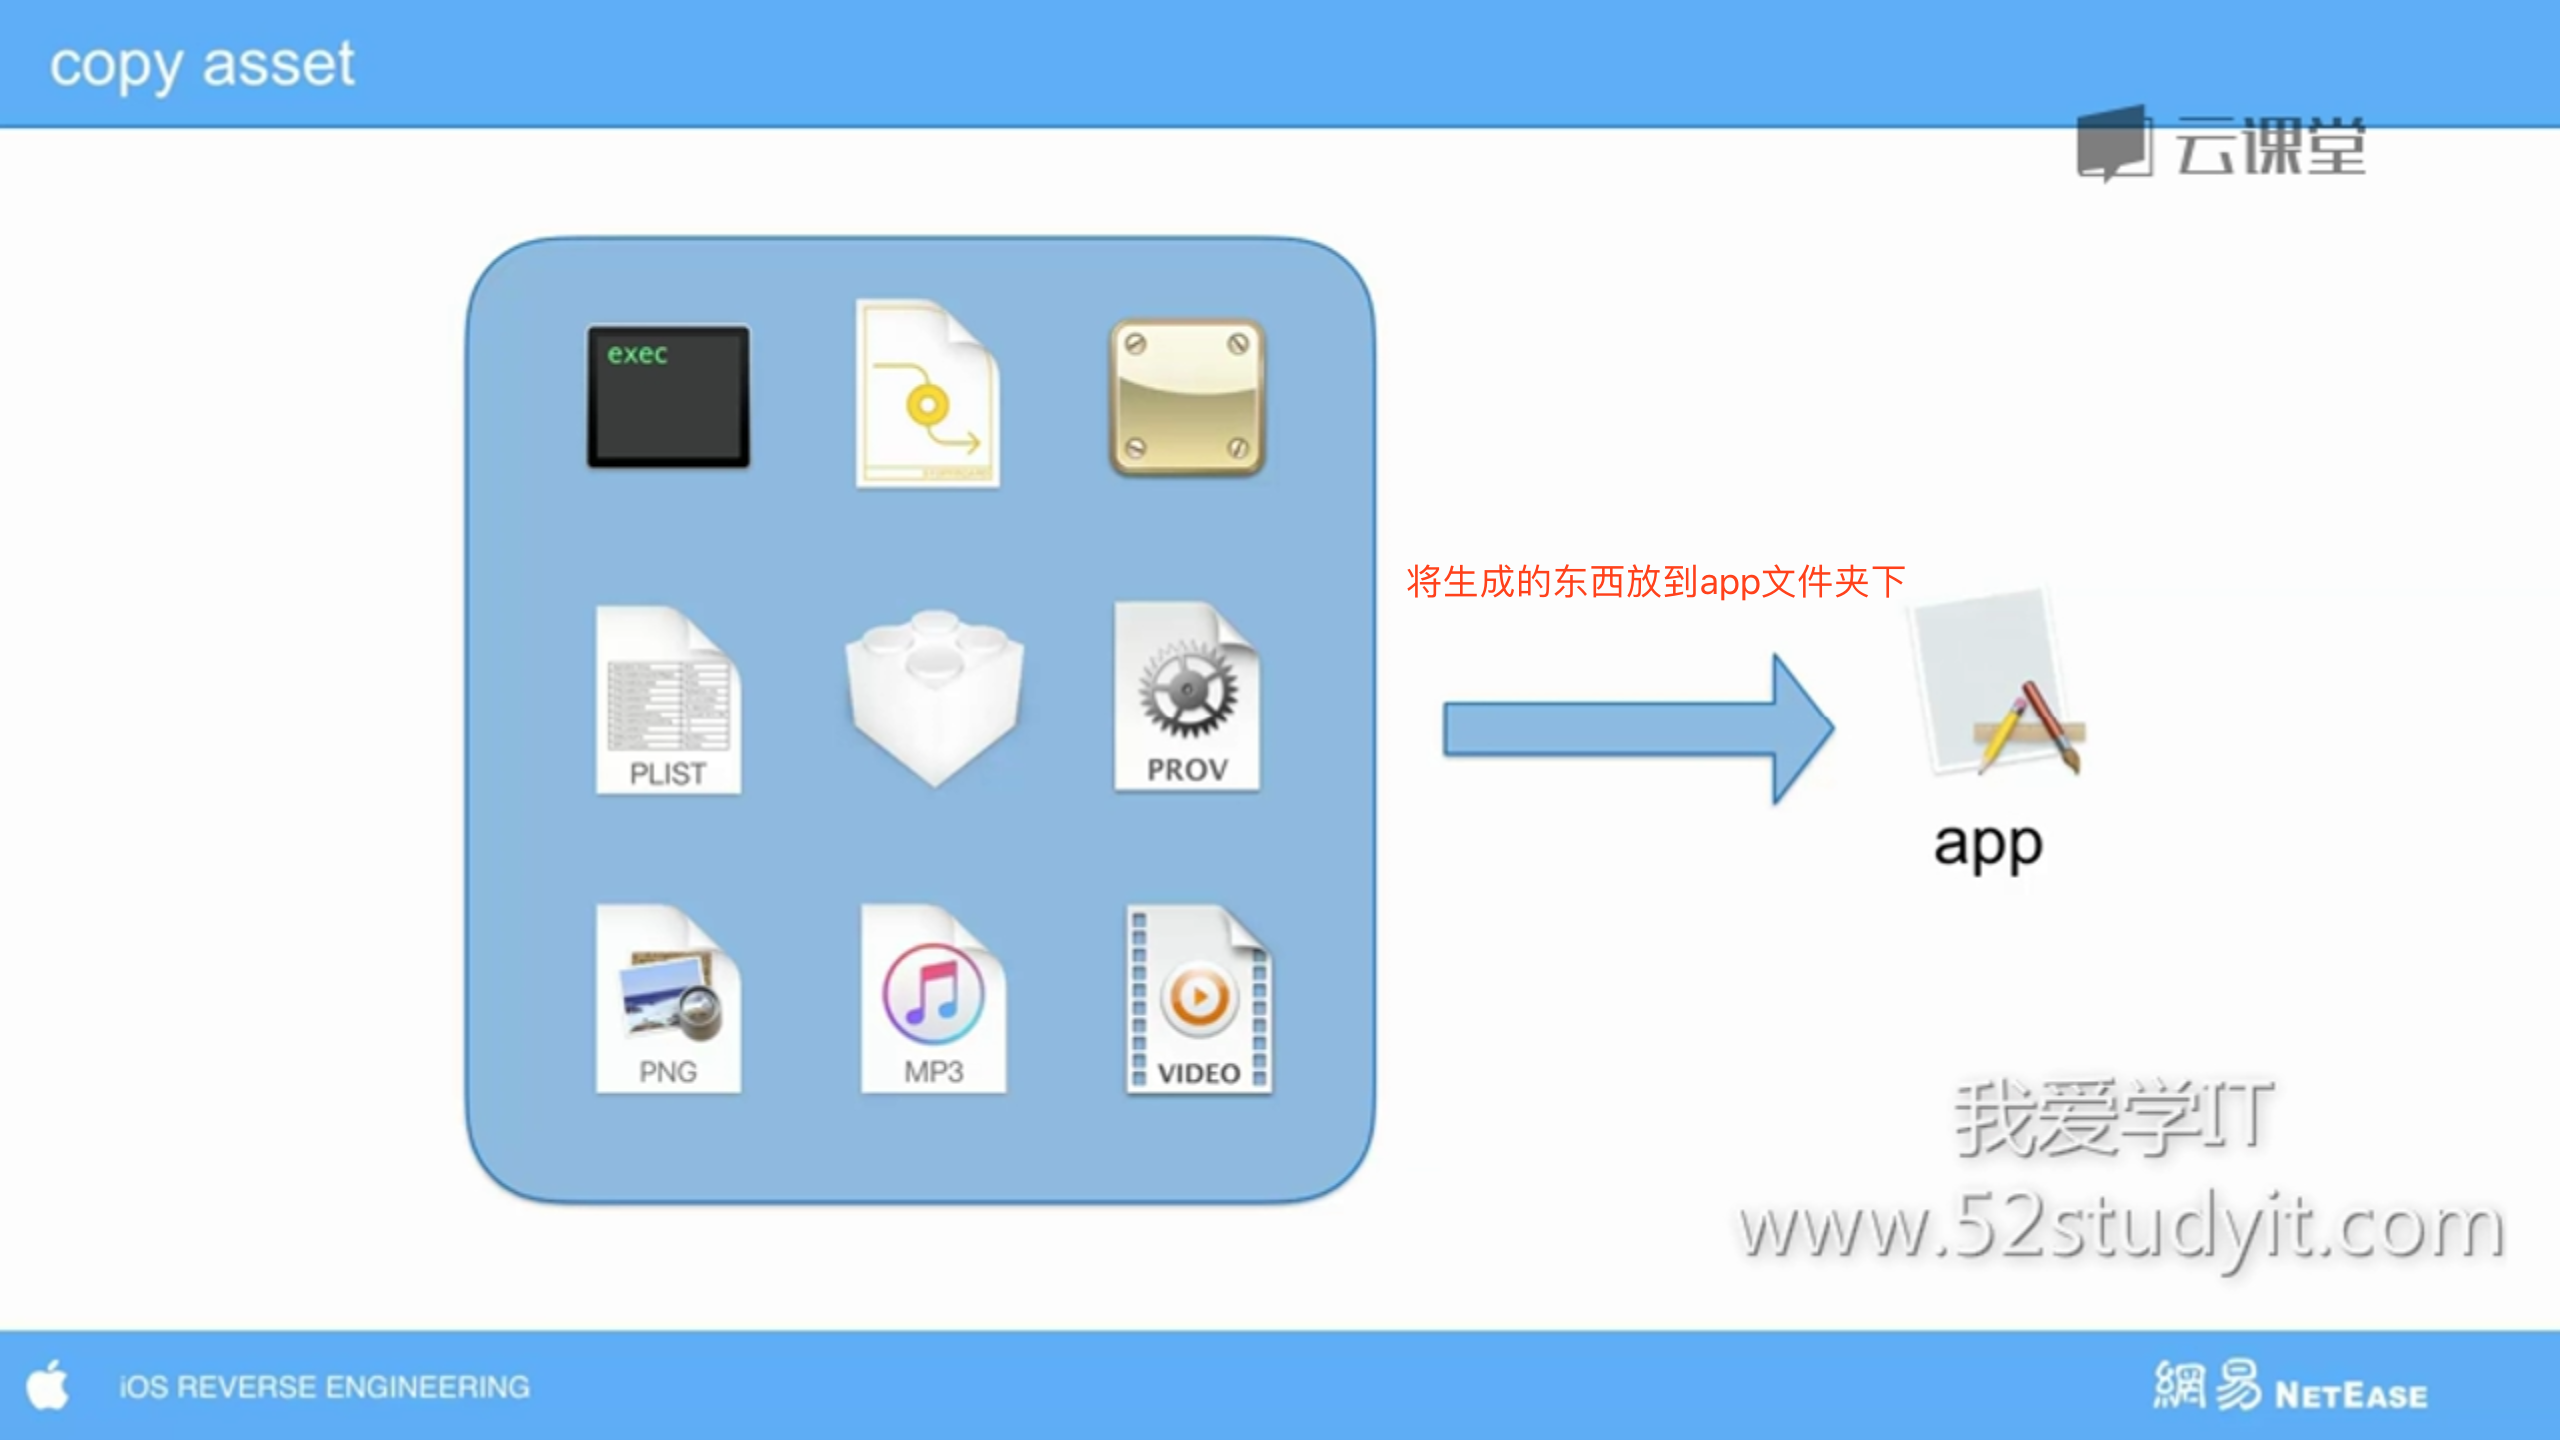 copy asset
云课堂
exec
将生成的东西放到app文件夹下
PLIST
PROV
app
PNG
MP3
VIDEO
我爱学IT
www.52studyit.com
iOS REVERSE ENGINEERING
網易 NETEASE